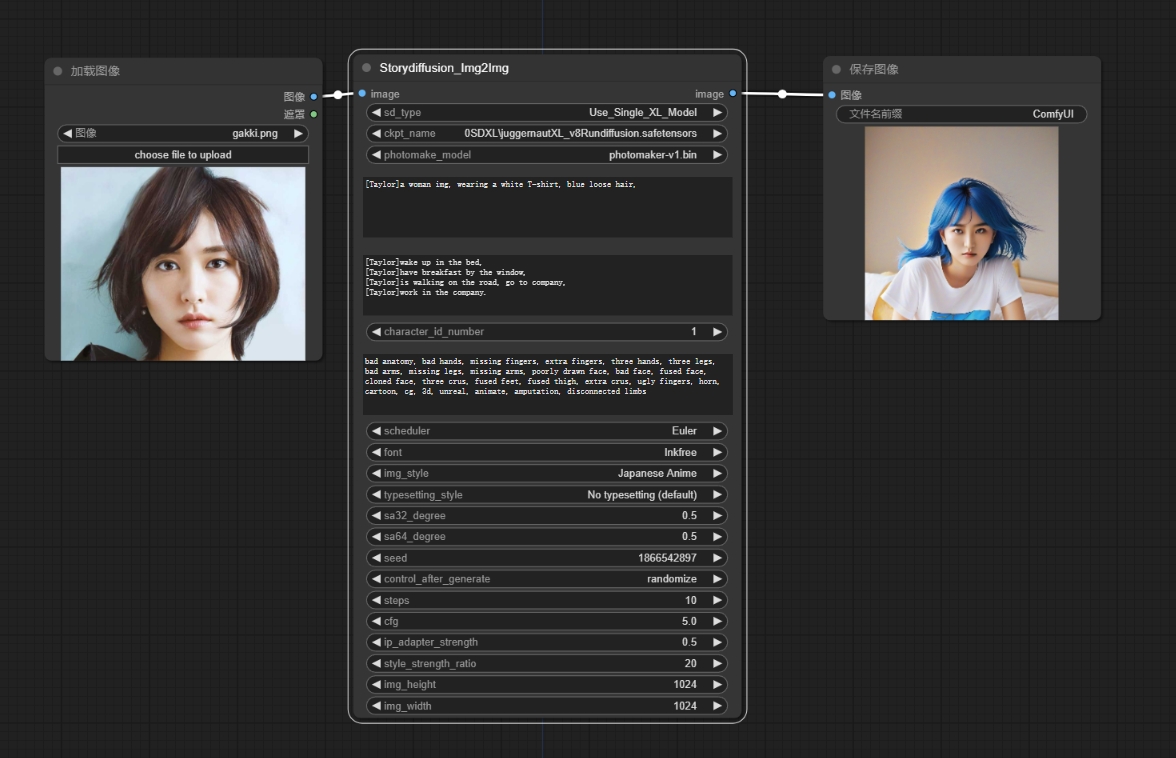 加载图像
图像
遮罩
图像 gakki.png
choose file to upload
Storydiffusion_Img2Img
image image
sd_type Use_Single_XL_Model
ckpt_name 0SDXL\juggernautXL_v8Rundiffusion.safetensors
photomake_model photomaker-v1.bin
[Taylor]a woman img, wearing a white T-shirt, blue loose hair,
[Taylor]wake up in the bed,
[Taylor]have breakfast by the window,
[Taylor]is walking on the road, go to company,
[Taylor]work in the company.
character_id_number 1
bad anatomy, bad hands, missing fingers, extra fingers, three hands, three legs,
bad arms, missing legs, missing arms, poorly drawn face, bad face, fused face,
cloned face, three crus, fused feet, fused thigh, extra crus, ugly fingers, horn,
cartoon, cg, 3d, unreal, animate, amputation, disconnected limbs
scheduler Euler
font Inkfree
img_style Japanese Anime
typesetting_style No typesetting (default)
sa32_degree 0.5
sa64_degree 0.5
seed 1866542897
control_after_generate randomize
steps 10
cfg 5.0
ip_adapter_strength 0.5
style_strength_ratio 20
img_height 1024
img_width 1024
保存图像
图像
文件名前缀 ComfyUI